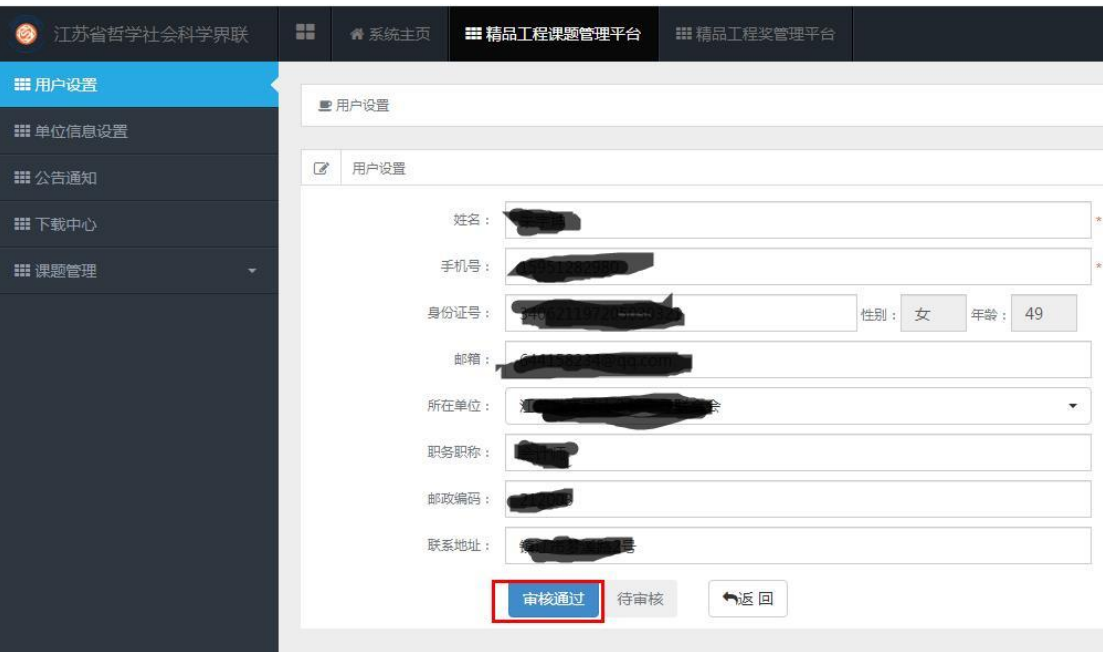 江苏省哲学社会科学界联
系统主页
精品工程课题管理平台
精品工程奖管理平台
用户设置
单位信息设置
公告通知
下载中心
课题管理
用户设置
用户设置
姓名：
*
手机号：
*
身份证号：
性别： 女 年龄： 49
邮箱：
所在单位：
职务职称：
邮政编码：
联系地址：
审核通过 待审核 返 回